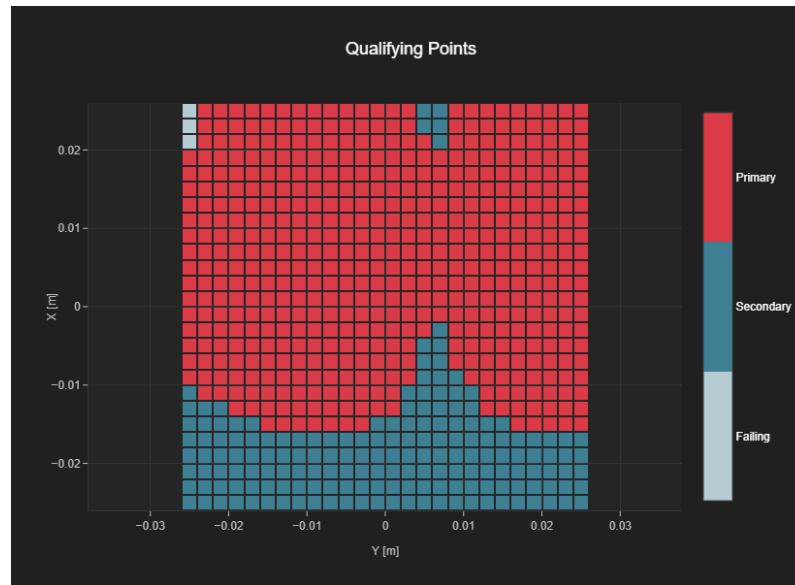 Qualifying Points
0.02
0.01
0
−0.01
−0.02
X [m]
−0.03
−0.02
−0.01
0
0.01
0.02
0.03
Y [m]
Primary
Secondary
Failing